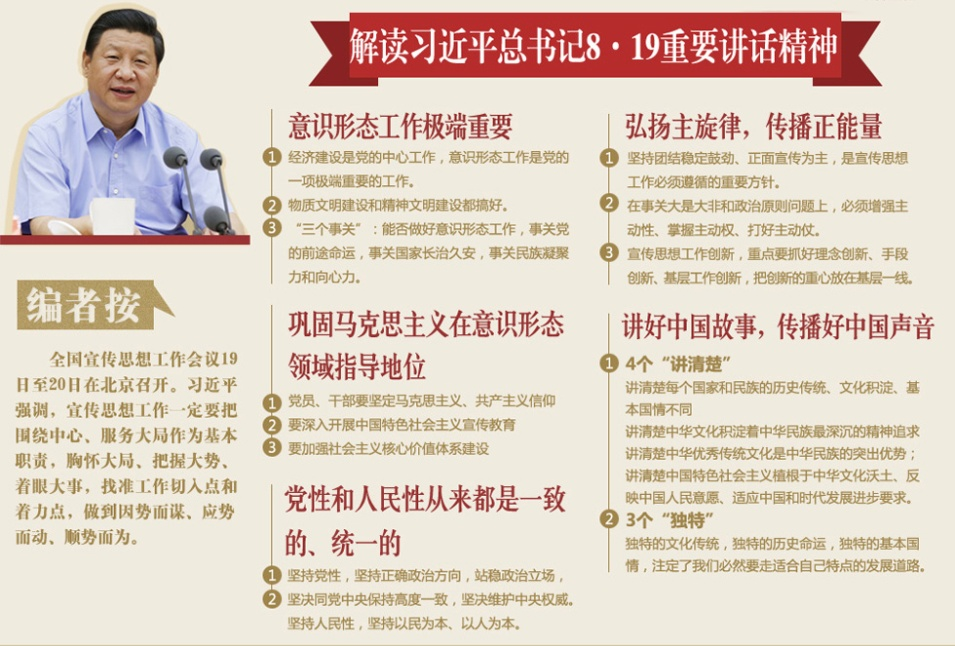 解读习近平总书记8·19重要讲话精神
编者按
全国宣传思想工作会议19
日至20日在北京召开。习近平
强调，宣传思想工作一定要把
围绕中心、服务大局作为基本
职责，胸怀大局、把握大势、
着眼大事，找准工作切入点和
着力点，做到因势而谋、应势
而动、顺势而为。
意识形态工作极端重要
1 经济建设是党的中心工作，意识形态工作是党的
一项极端重要的工作。
2 物质文明建设和精神文明建设都搞好。
3 “三个事关”：能否做好意识形态工作，事关党
的前途命运，事关国家长治久安，事关民族凝聚
力和向心力。
巩固马克思主义在意识形态
领域指导地位
1 党员、干部要坚定马克思主义、共产主义信仰
2 要深入开展中国特色社会主义宣传教育
3 要加强社会主义核心价值体系建设
党性和人民性从来都是一致
的、统一的
1 坚持党性，坚持正确政治方向，站稳政治立场，
2 坚决同党中央保持高度一致，坚决维护中央权威。
坚持人民性，坚持以民为本、以人为本。
弘扬主旋律，传播正能量
1 坚持团结稳定鼓劲、正面宣传为主，是宣传思想
工作必须遵循的重要方针。
2 在事关大是大非和政治原则问题上，必须增强主
动性、掌握主动权、打好主动仗。
3 宣传思想工作创新，重点要抓好理念创新、手段
创新、基层工作创新，把创新的重心放在基层一线。
讲好中国故事，传播好中国声音
1 4个“讲清楚”
讲清楚每个国家和民族的历史传统、文化积淀、基
本国情不同
讲清楚中华文化积淀着中华民族最深沉的精神追求
讲清楚中华优秀传统文化是中华民族的突出优势；
讲清楚中国特色社会主义植根于中华文化沃土、反
映中国人民意愿、适应中国和时代发展进步要求。
2 3个“独特”
独特的文化传统，独特的历史命运，独特的基本国
情，注定了我们必然要走适合自己特点的发展道路。